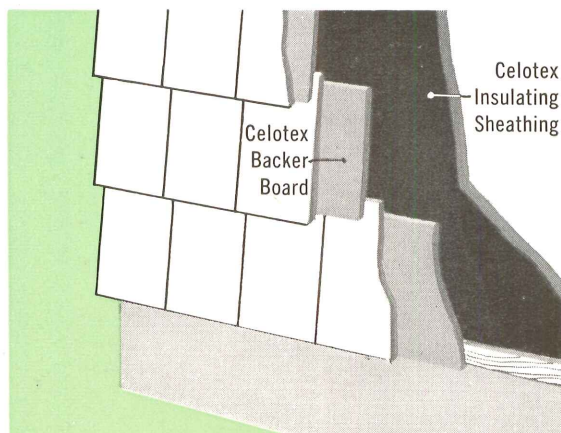 Celotex
Insulating
Sheathing
Celotex
Backer
Board